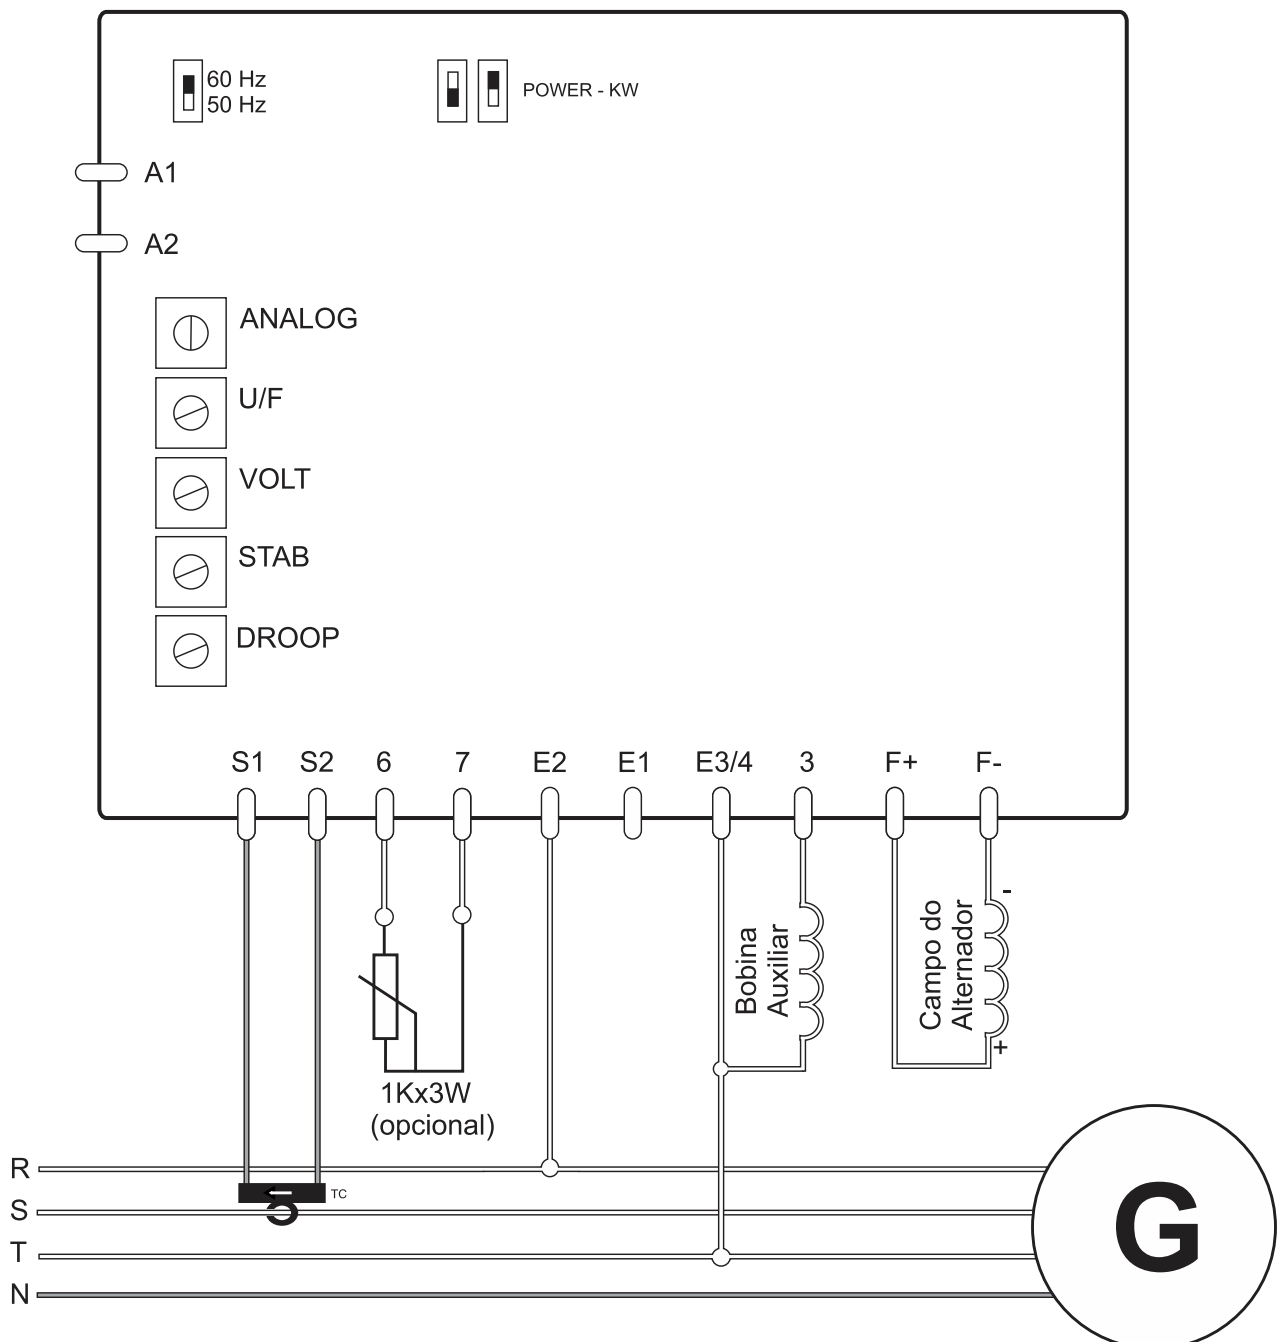 60 Hz
50 Hz
POWER - KW
A1
A2
ANALOG
U/F
VOLT
STAB
DROOP
S1 S2 6 7 E2 E1 E3/4 3 F+ F-
-
Bobina
Auxiliar
Campo do
Alternador
+
1Kx3W
(opcional)
R
TC
S
T
N
G